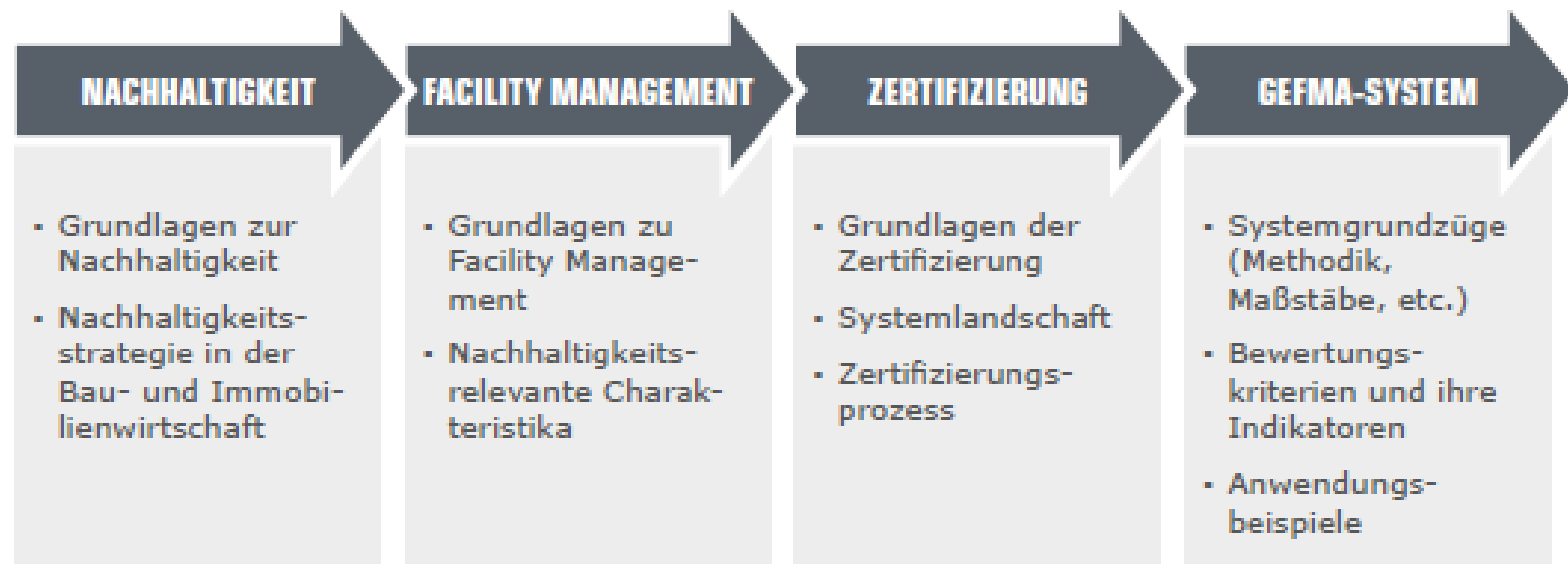 NACHHALTIGKEIT
▪ Grundlagen zur
Nachhaltigkeit
▪ Nachhaltigkeits-
strategie in der
Bau- und Immobi-
lienwirtschaft
FACILITY MANAGEMENT
▪ Grundlagen zu
Facility Manage-
ment
▪ Nachhaltigkeits-
relevante Charak-
teristika
ZERTIFIZIERUNG
▪ Grundlagen der
Zertifizierung
▪ Systemlandschaft
▪ Zertifizierungs-
prozess
GEFMA-SYSTEM
▪ Systemgrundzüge
(Methodik,
Maßstäbe, etc.)
▪ Bewertungs-
kriterien und ihre
Indikatoren
▪ Anwendungs-
beispiele